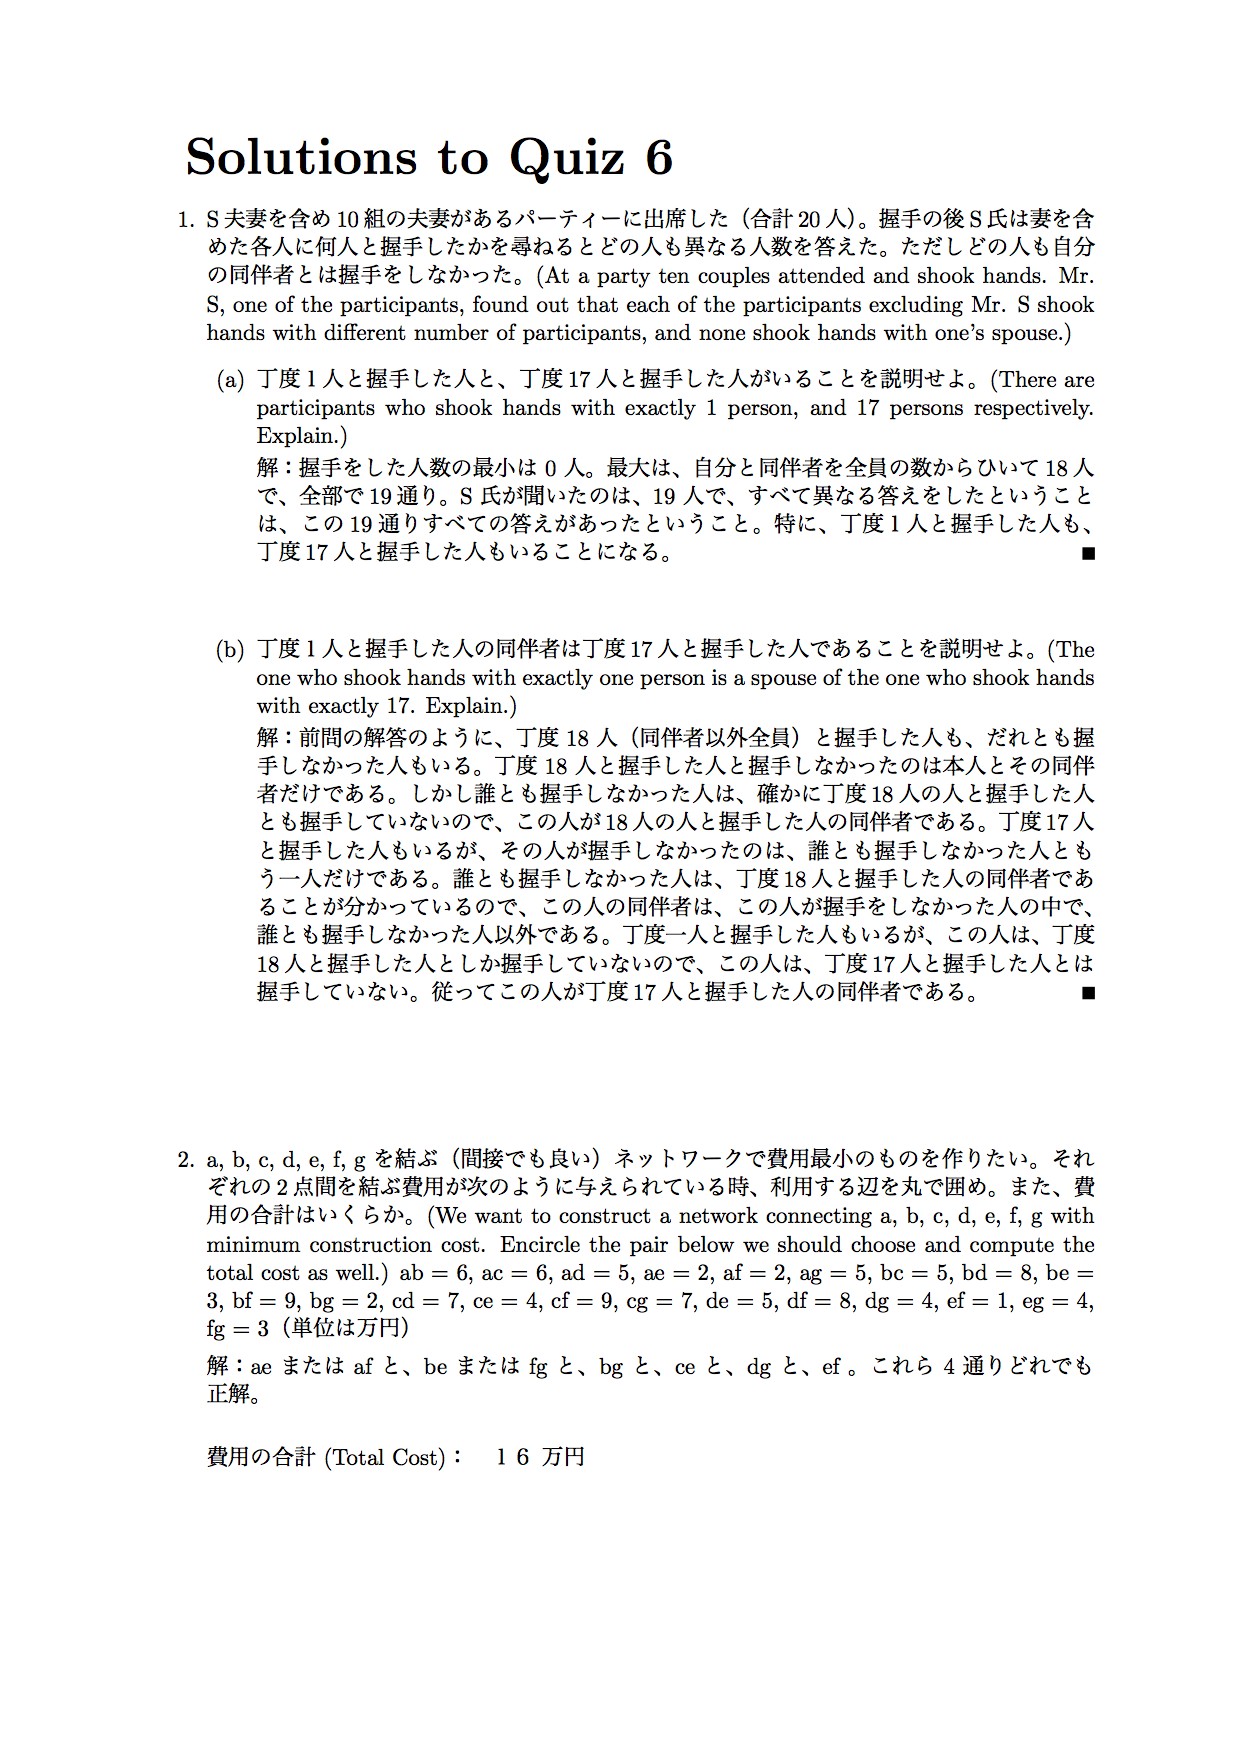 Solutions to Quiz 6
1. S夫妻を含め 10 組の夫妻があるパーティーに出席した（合計 20 人）。握手の後 S 氏は妻を含
めた各人に何人と握手したかを尋ねるとどの人も異なる人数を答えた。ただしどの人も自分
の同伴者とは握手をしなかった。(At a party ten couples attended and shook hands. Mr.
S, one of the participants, found out that each of the participants excluding Mr. S shook
hands with different number of participants, and none shook hands with one's spouse.)
(a) 丁度 1 人と握手した人と、丁度 17 人と握手した人がいることを説明せよ。(There are
participants who shook hands with exactly 1 person, and 17 persons respectively.
Explain.)
解：握手をした人数の最小は 0 人。最大は、自分と同伴者を全員の数からひいて 18 人
で、全部で 19 通り。S 氏が聞いたのは、19 人で、すべて異なる答えをしたということ
は、この 19 通りすべての答えがあったということ。特に、丁度 1 人と握手した人も、
丁度 17 人と握手した人もいることになる。 ■
(b) 丁度 1 人と握手した人の同伴者は丁度 17 人と握手した人であることを説明せよ。(The
one who shook hands with exactly one person is a spouse of the one who shook hands
with exactly 17. Explain.)
解：前問の解答のように、丁度 18 人（同伴者以外全員）と握手した人も、だれとも握
手しなかった人もいる。丁度 18 人と握手した人と握手しなかったのは本人とその同伴
者だけである。しかし誰とも握手しなかった人は、確かに丁度 18 人の人と握手した人
とも握手していないので、この人が 18 人の人と握手した人の同伴者である。丁度 17 人
と握手した人もいるが、その人が握手しなかったのは、誰とも握手しなかった人とも
う一人だけである。誰とも握手しなかった人は、丁度 18 人と握手した人の同伴者であ
ることが分かっているので、この人の同伴者は、この人が握手をしなかった人の中で、
誰とも握手しなかった人以外である。丁度一人と握手した人もいるが、この人は、丁度
18 人と握手した人としか握手していないので、この人は、丁度 17 人と握手した人とは
握手していない。従ってこの人が丁度 17 人と握手した人の同伴者である。 ■
2. a, b, c, d, e, f, g を結ぶ（間接でも良い）ネットワークで費用最小のものを作りたい。それ
ぞれの 2 点間を結ぶ費用が次のように与えられている時、利用する辺を丸で囲め。また、費
用の合計はいくらか。(We want to construct a network connecting a, b, c, d, e, f, g with
minimum construction cost. Encircle the pair below we should choose and compute the
total cost as well.) ab = 6, ac = 6, ad = 5, ae = 2, af = 2, ag = 5, bc = 5, bd = 8, be =
3, bf = 9, bg = 2, cd = 7, ce = 4, cf = 9, cg = 7, de = 5, df = 8, dg = 4, ef = 1, eg = 4,
fg = 3（単位は万円）
解：ae または af と、be または fg と、bg と、ce と、dg と、ef 。これら 4 通りどれでも
正解。
費用の合計 (Total Cost)： １６ 万円